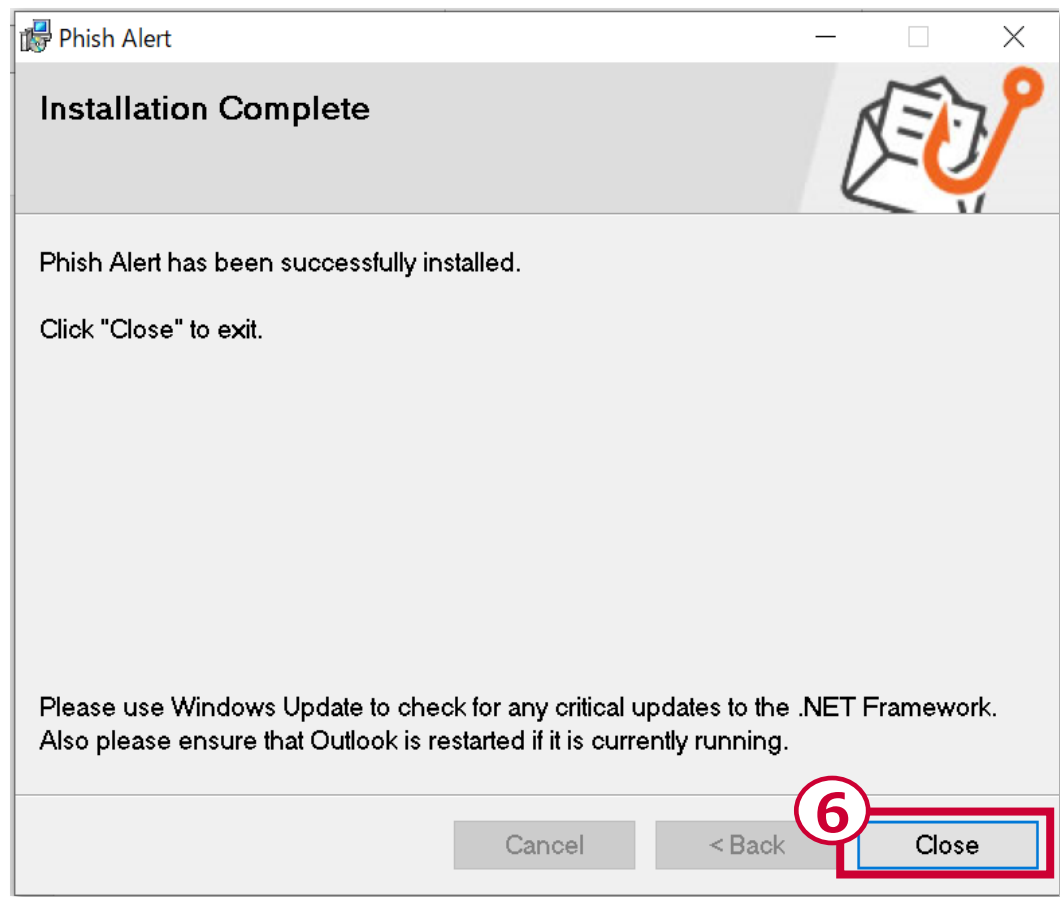 Phish Alert
Installation Complete
Phish Alert has been successfully installed.
Click "Close" to exit.
Please use Windows Update to check for any critical updates to the .NET Framework.
Also please ensure that Outlook is restarted if it is currently running.
6
Cancel
< Back
Close